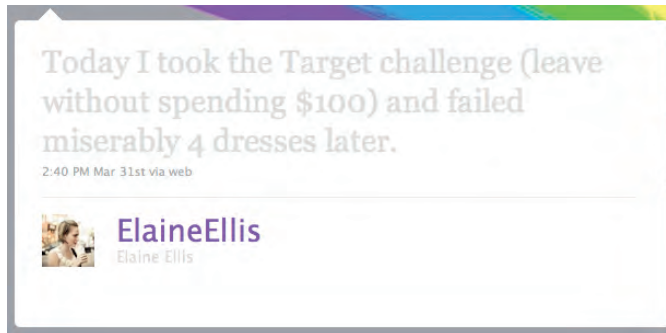 Today I took the Target challenge (leave
without spending $100) and failed
miserably 4 dresses later.
2:40 PM Mar 31st via web
ElaineEllis
Elaine Ellis